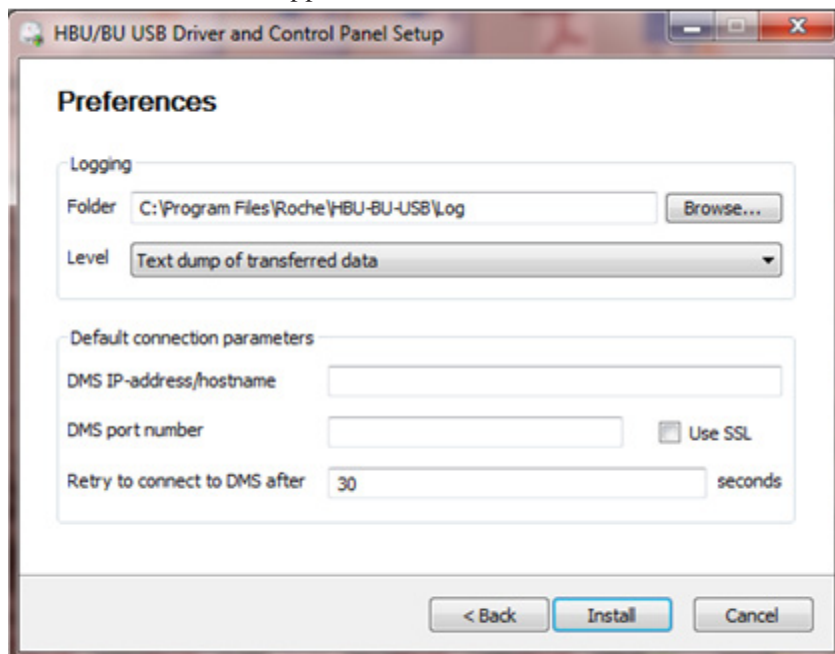 HBU/BU USB Driver and Control Panel Setup
Preferences
Logging
Folder C:\Program Files\Roche\HBU-BU-USB\Log Browse...
Level Text dump of transferred data
Default connection parameters
DMS IP-address/hostname
DMS port number Use SSL
Retry to connect to DMS after 30 seconds
< Back Install Cancel